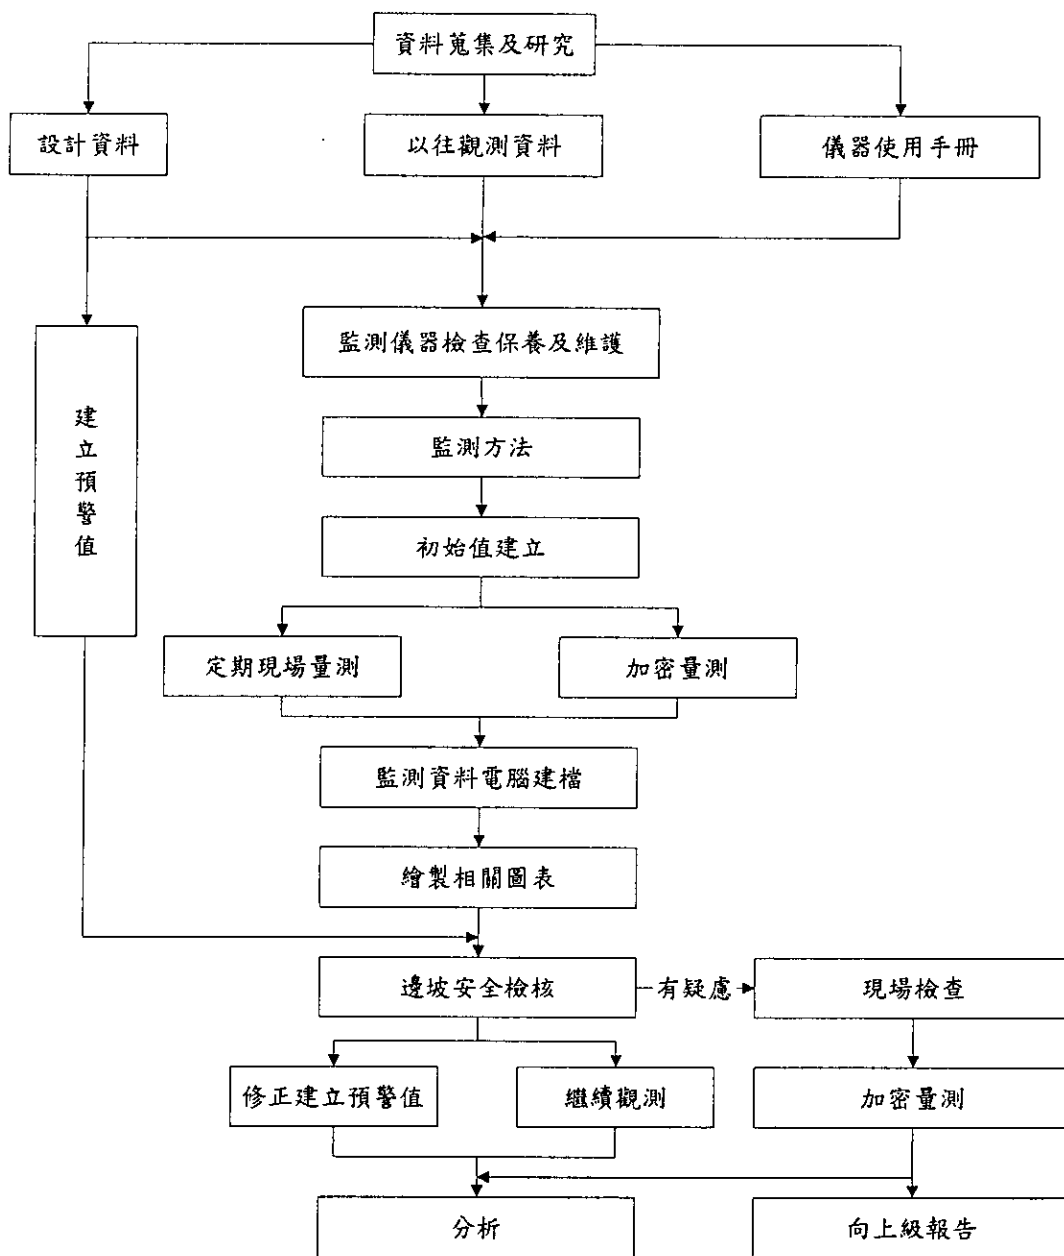 資料蒐集及研究
設計資料
以往觀測資料
儀器使用手冊
監測儀器檢查保養及維護
建立預警值
監測方法
初始值建立
定期現場量測
加密量測
監測資料電腦建檔
繪製相關圖表
邊坡安全檢核
有疑慮
現場檢查
修正建立預警值
繼續觀測
加密量測
分析
向上級報告